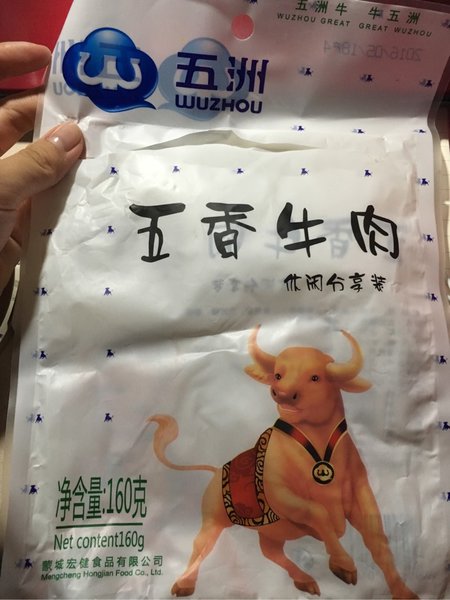 五洲牛 牛五洲
WUZHOU GREAT GREAT WUZHOU
五洲
WUZHOU
五香牛肉
休闲分享装
净含量:160克
Net content160g
蒙城宏健食品有限公司
Mengcheng Hongjian Food Co., Ltd.